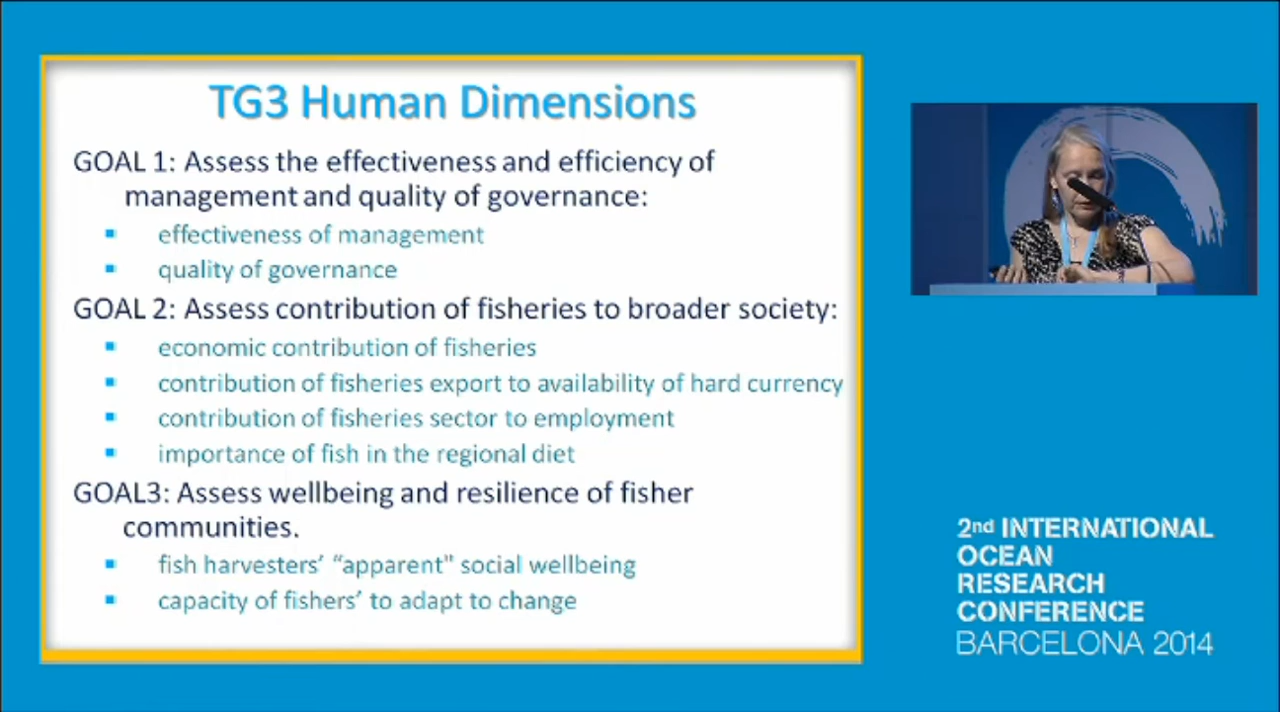 TG3 Human Dimensions
GOAL 1: Assess the effectiveness and efficiency of
management and quality of governance:
▪ effectiveness of management
▪ quality of governance
GOAL 2: Assess contribution of fisheries to broader society:
▪ economic contribution of fisheries
▪ contribution of fisheries export to availability of hard currency
▪ contribution of fisheries sector to employment
▪ importance of fish in the regional diet
GOAL3: Assess wellbeing and resilience of fisher
communities.
▪ fish harvesters’ “apparent" social wellbeing
▪ capacity of fishers’ to adapt to change
2nd INTERNATIONAL
OCEAN
RESEARCH
CONFERENCE
BARCELONA 2014